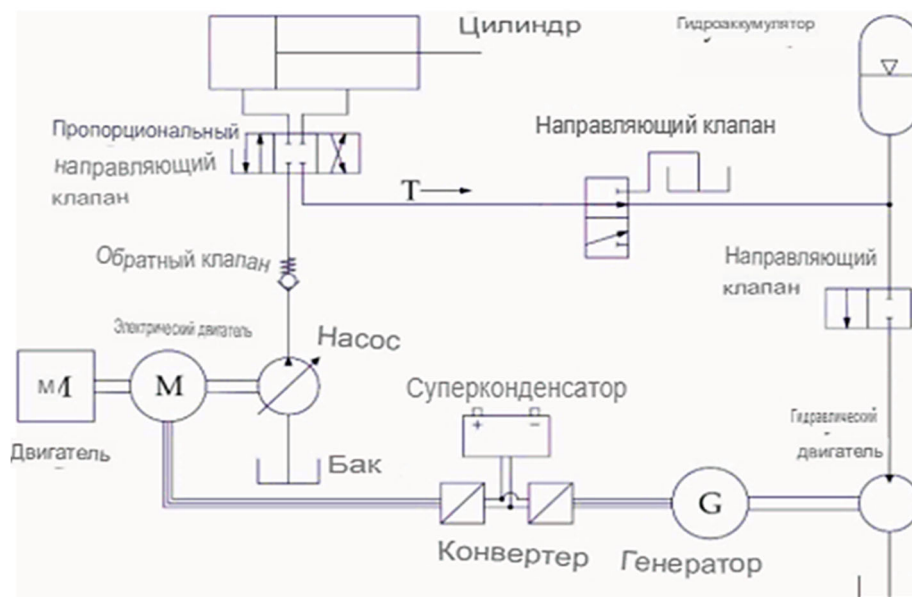 Цилиндр
Гидроаккумулятор
Пропорциональный
направляющий
клапан
Направляющий клапан
T
Обратный клапан
Направляющий
клапан
Электрический двигатель
Насос
M
Суперконденсатор
+ −
Гидравлический
двигатель
Двигатель
Бак
G
Конвертер
Генератор